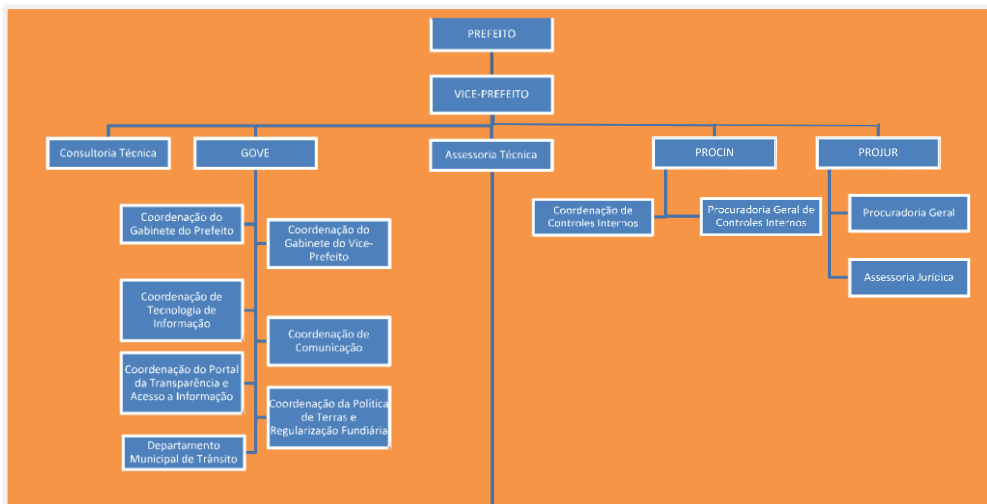 PREFEITO
VICE-PREFEITO
Consultoria Técnica
GOVE
Assessoria Técnica
PROCIN
PROJUR
Coordenação do
Gabinete do Prefeito
Coordenação do
Gabinete do Vice-
Prefeito
Coordenação de
Tecnologia de
Informação
Coordenação de
Comunicação
Coordenação do Portal
da Transparência e
Acesso a Informação
Coordenação da Política
de Terras e
Regularização Fundiária
Departamento
Municipal de Trânsito
Coordenação de
Controles Internos
Procuradoria Geral de
Controles Internos
Procuradoria Geral
Assessoria Jurídica